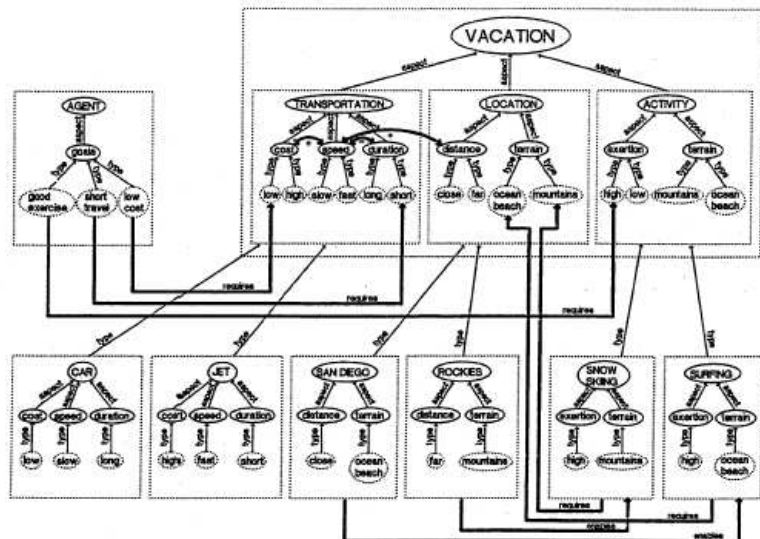 VACATION
aspect aspect aspect
AGENT TRANSPORTATION LOCATION ACTIVITY
aspect aspect aspect aspect aspect aspect aspect aspect
goals cost speed duration distance terrain exertion terrain
type type type type type type type type type type type type type type type type type
good exercise short travel low cost low high slow fast long short close far ocean beach mountains high low mountains ocean beach
requires
requires
requires
type type type type type type
CAR JET SAN DIEGO ROCKIES SNOW SKIING SURFING
aspect aspect aspect aspect aspect aspect aspect aspect aspect aspect aspect aspect aspect aspect
cost speed duration cost speed duration distance terrain distance terrain exertion terrain exertion terrain
type type type type type type type type type type type type type type
low slow long high fast short close ocean beach far mountains high mountains high ocean beach
requires requires
enables
enables